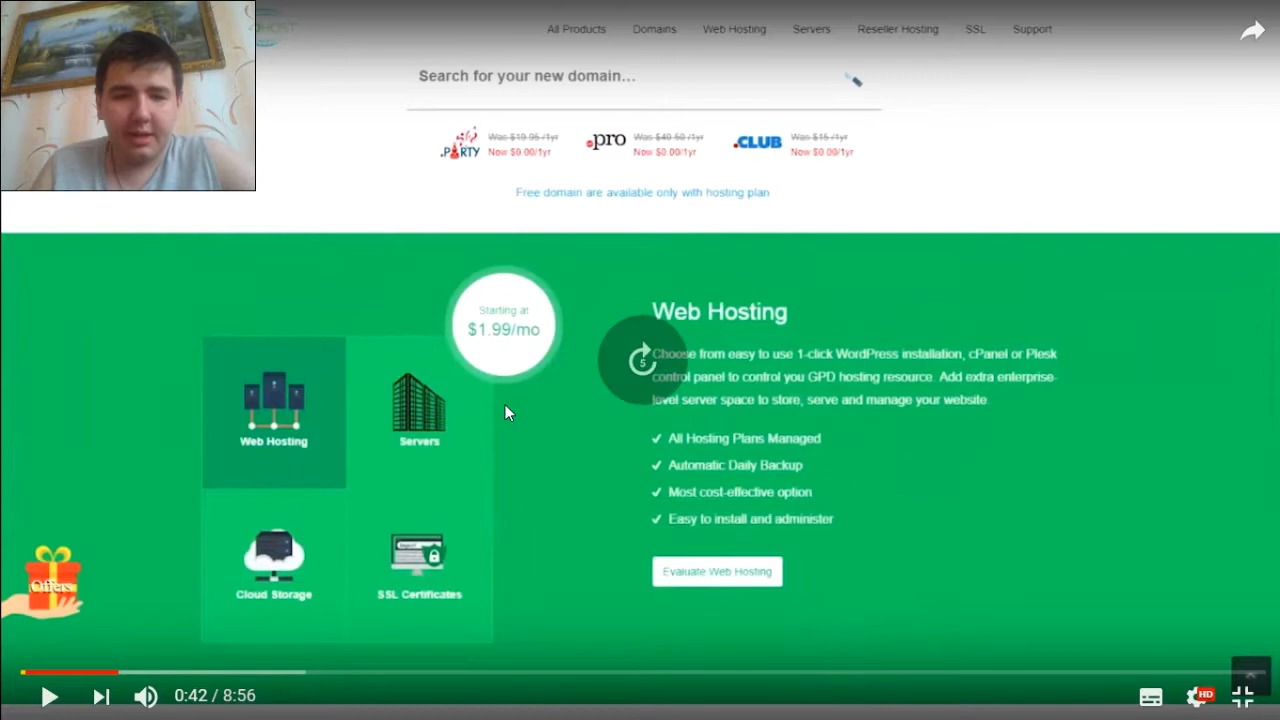 HOST
All Products Domains Web Hosting Servers Reseller Hosting SSL Support
Search for your new domain...
.PARTY Was $19.95 /1yr
Now $0.00/1yr
.pro Was $40.50 /1yr
Now $0.00/1yr
.CLUB Was $15 /1yr
Now $0.00/1yr
Free domain are available only with hosting plan
Starting at
$1.99/mo
Web Hosting
Servers
Cloud Storage
SSL Certificates
Web Hosting
Choose from easy to use 1-click WordPress installation, cPanel or Plesk
control panel to control you GPD hosting resource. Add extra enterprise-
level server space to store, serve and manage your website.
✔ All Hosting Plans Managed
✔ Automatic Daily Backup
✔ Most cost-effective option
✔ Easy to install and administer
Evaluate Web Hosting
Offers
5
0:42 / 8:56
HD